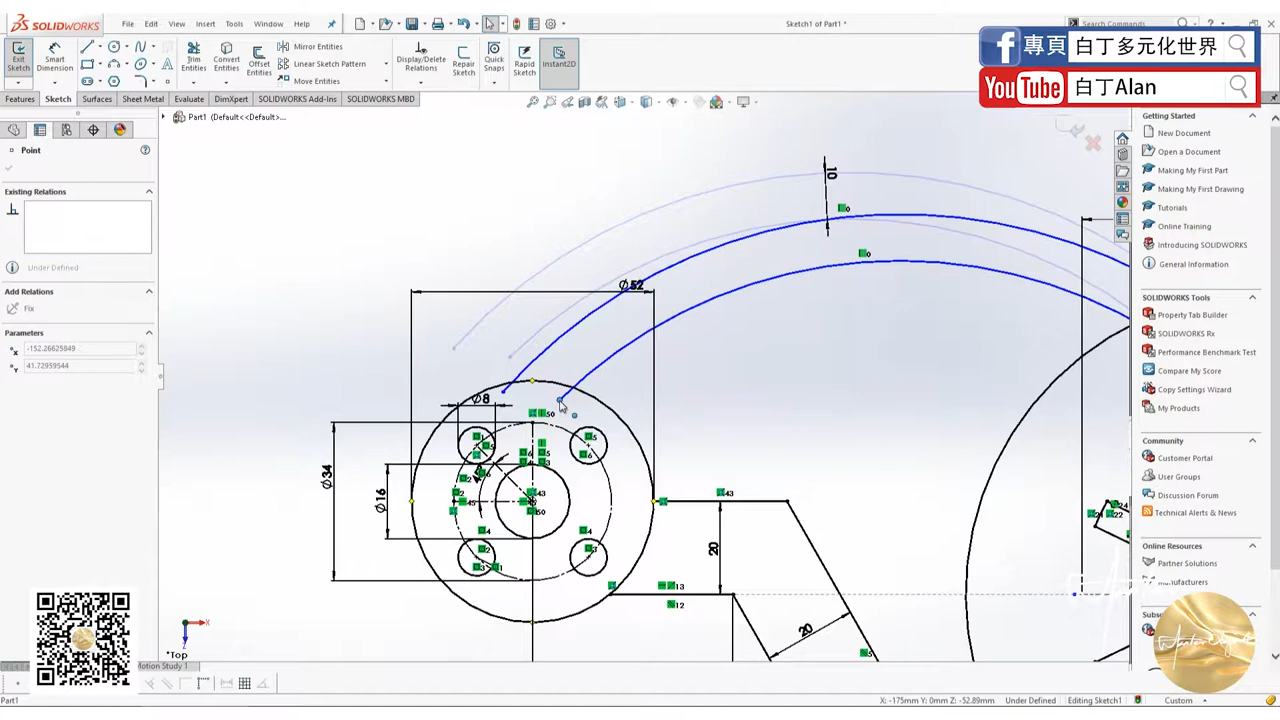 SOLIDWORKS
File Edit View Insert Tools Window Help
Sketch1 of Part1 *
Search Commands
專頁 白丁多元化世界
YouTube 白丁Alan
Exit Sketch
Smart Dimension
Trim Entities
Convert Entities
Offset Entities
Mirror Entities
Linear Sketch Pattern
Move Entities
Display/Delete Relations
Repair Sketch
Quick Snaps
Rapid Sketch
Instant2D
Features Sketch Surfaces Sheet Metal Evaluate DimXpert SOLIDWORKS Add-Ins SOLIDWORKS MBD
Part1 (Default<<Default>...
Point
Existing Relations
Under Defined
Add Relations
Fix
Parameters
-152.26625849
41.72959544
10
Ø52
Ø8
Ø34
Ø16
20
20
*Top
Getting Started
New Document
Open a Document
Making My First Part
Making My First Drawing
Tutorials
Online Training
Introducing SOLIDWORKS
General Information
SOLIDWORKS Tools
Property Tab Builder
SOLIDWORKS Rx
Performance Benchmark Test
Compare My Score
Copy Settings Wizard
My Products
Community
Customer Portal
User Groups
Discussion Forum
Technical Alerts & News
Online Resources
Partner Solutions
Manufacturers
Motion Study 1
Part1
X: -175mm Y: 0mm Z: -52.89mm Under Defined Editing Sketch1 Custom